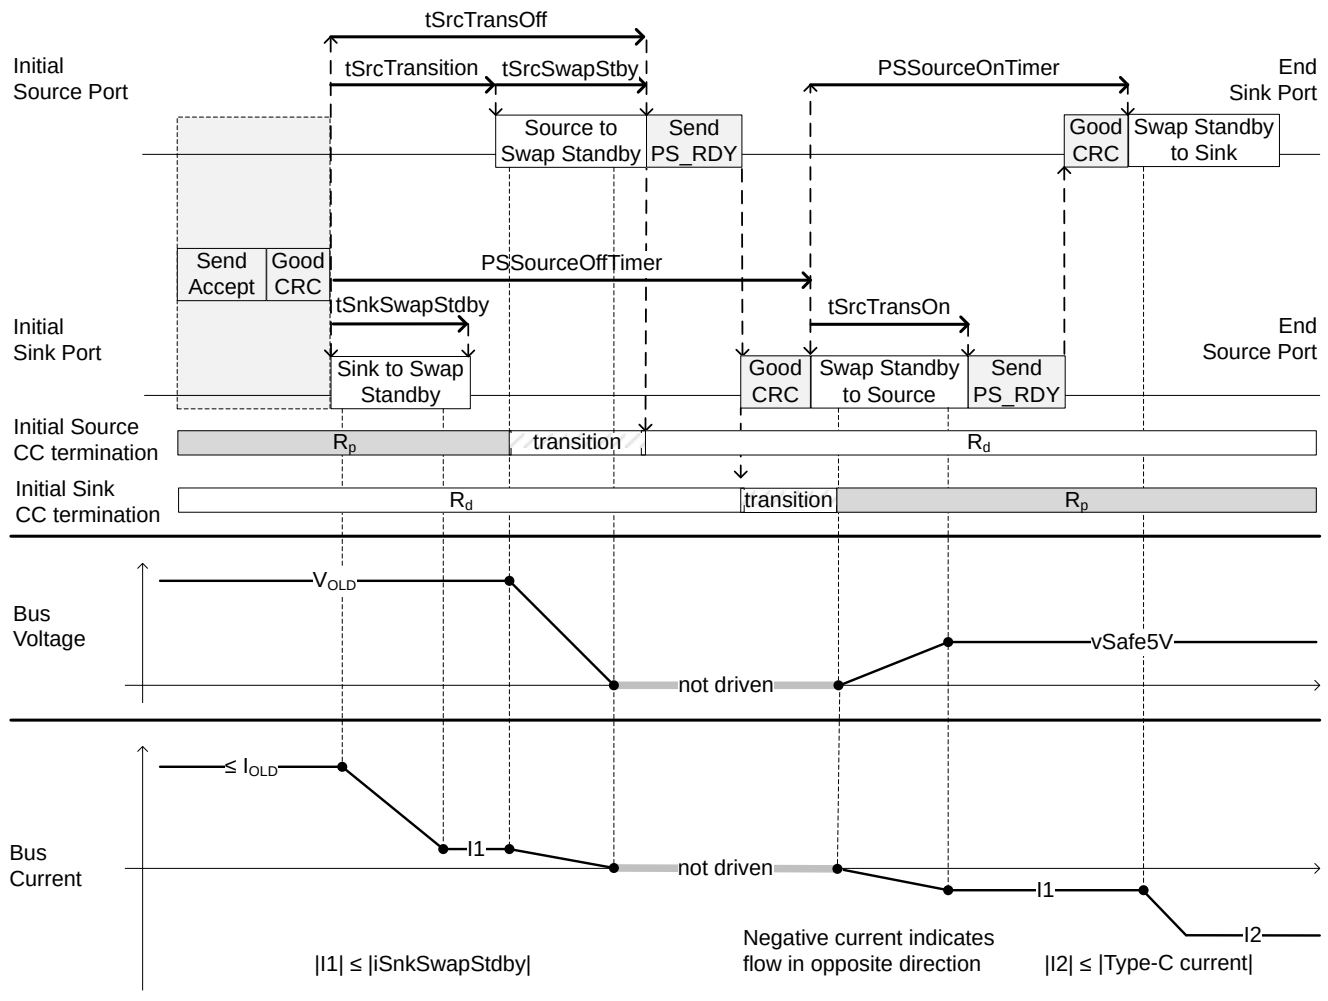 tSrcTransOff
tSrcTransition
tSrcSwapStby
PSSourceOnTimer
Initial
Source Port
End
Sink Port
Source to
Swap Standby
Send
PS_RDY
Good
CRC
Swap Standby
to Sink
Send
Accept
Good
CRC
PSSourceOffTimer
tSnkSwapStdby
tSrcTransOn
Initial
Sink Port
End
Source Port
Sink to Swap
Standby
Good
CRC
Swap Standby
to Source
Send
PS_RDY
Initial Source
CC termination
Rp
transition
Rd
Initial Sink
CC termination
Rd
transition
Rp
VOLD
Bus
Voltage
vSafe5V
not driven
≤ IOLD
Bus
Current
I1
not driven
I1
I2
|I1| ≤ |iSnkSwapStdby|
Negative current indicates
flow in opposite direction
|I2| ≤ |Type-C current|